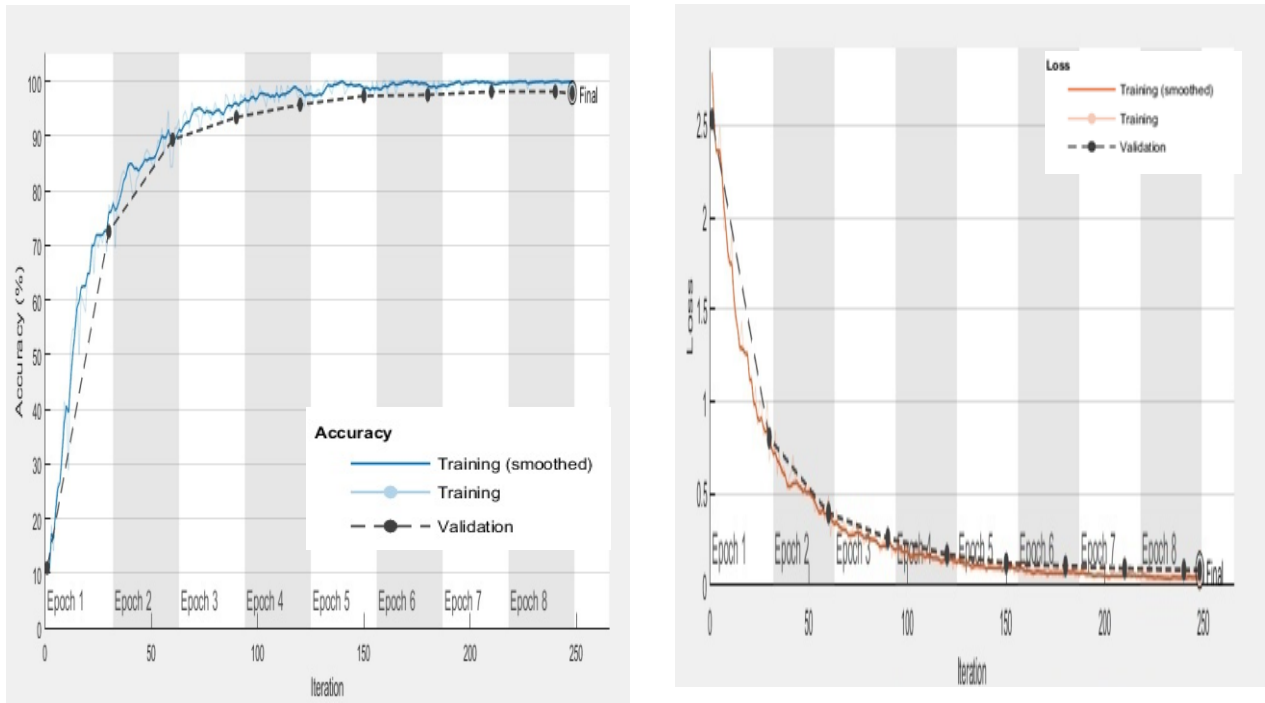 100
90
80
70
60
50
40
30
20
10
0
Accuracy (%)
Final
Accuracy
Training (smoothed)
Training
Validation
Epoch 1 Epoch 2 Epoch 3 Epoch 4 Epoch 5 Epoch 6 Epoch 7 Epoch 8
0 50 100 150 200 250
Iteration
Loss
Training (smoothed)
Training
Validation
2.5
2
1.5
1
0.5
0
Loss
Epoch 1 Epoch 2 Epoch 3 Epoch 4 Epoch 5 Epoch 6 Epoch 7 Epoch 8
Final
0 50 100 150 200 250
Iteration